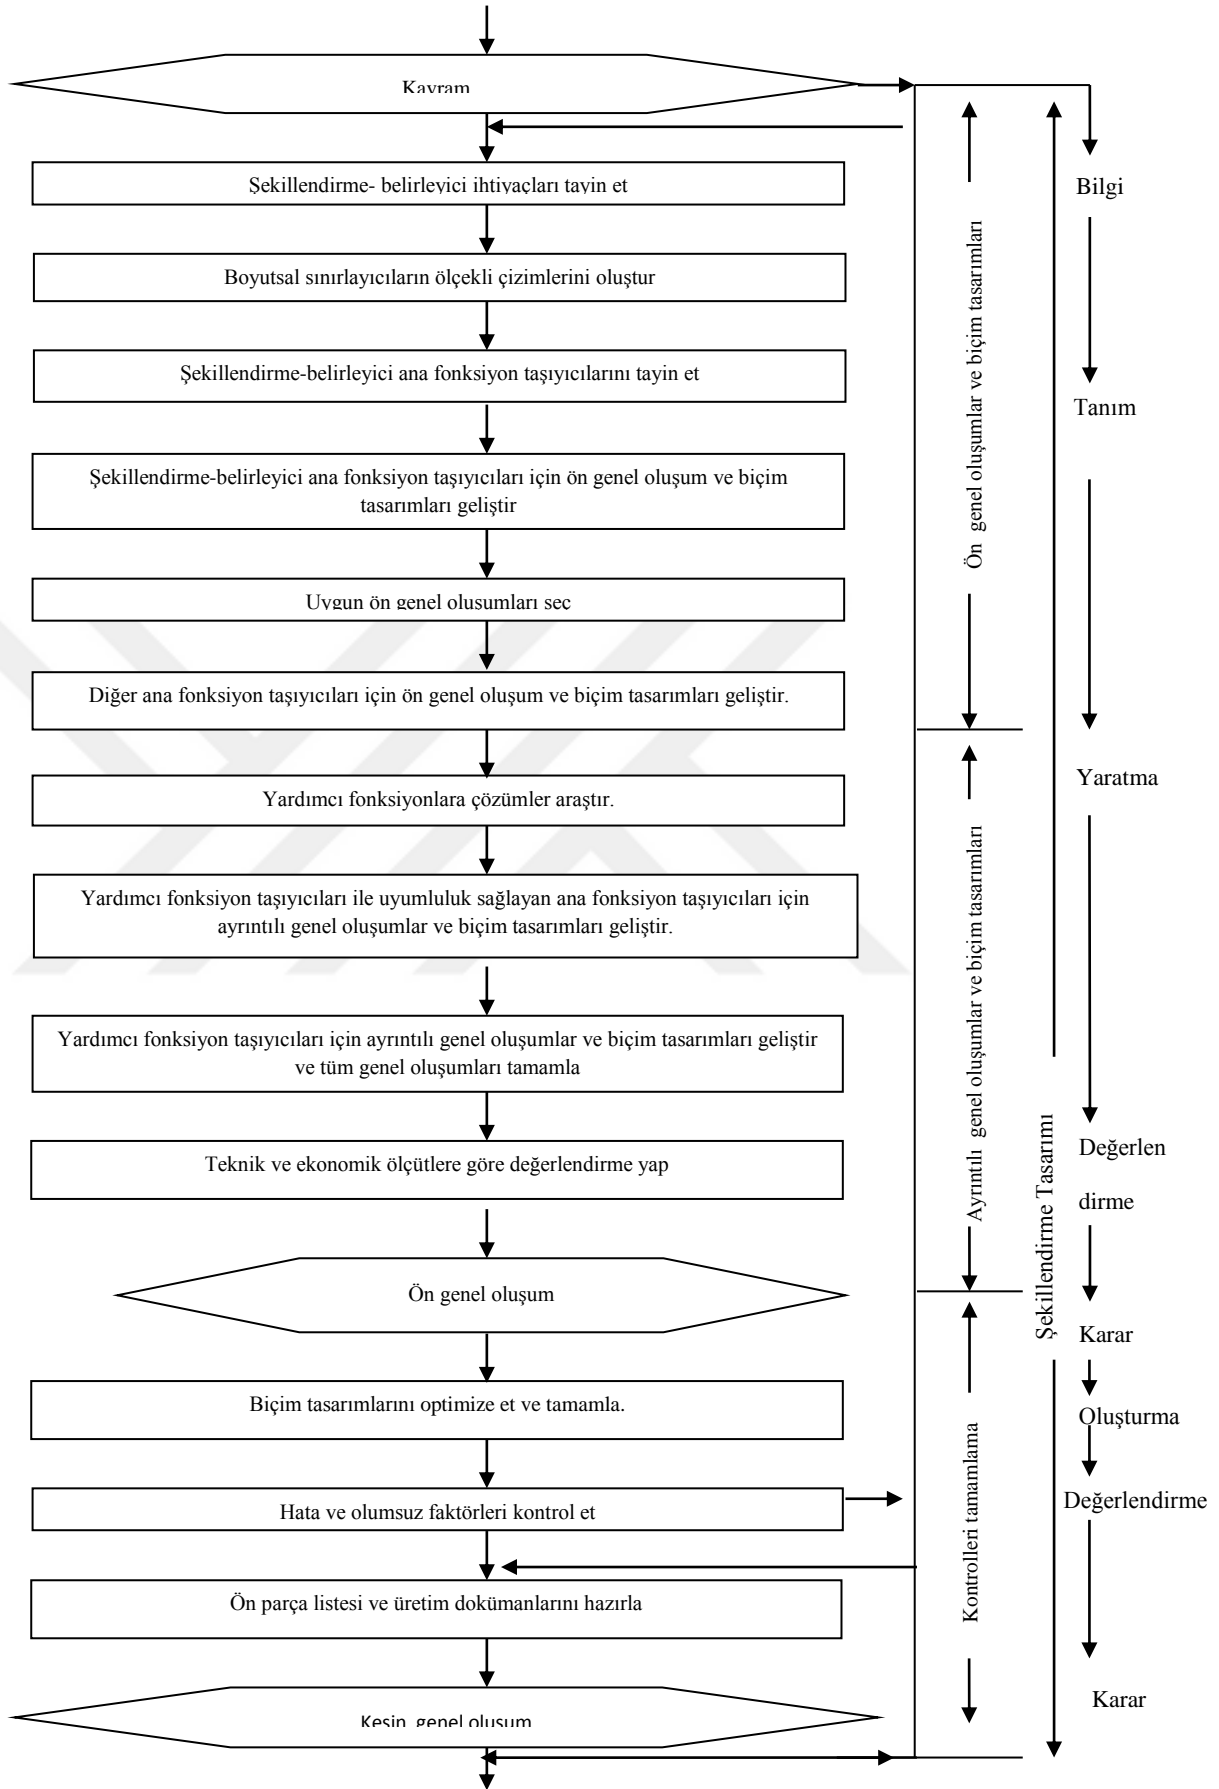 Kavram
Şekillendirme- belirleyici ihtiyaçları tayin et
Boyutsal sınırlayıcıların ölçekli çizimlerini oluştur
Şekillendirme-belirleyici ana fonksiyon taşıyıcılarını tayin et
Şekillendirme-belirleyici ana fonksiyon taşıyıcıları için ön genel oluşum ve biçim
tasarımları geliştir
Uygun ön genel oluşumları seç
Diğer ana fonksiyon taşıyıcıları için ön genel oluşum ve biçim tasarımları geliştir.
Yardımcı fonksiyonlara çözümler araştır.
Yardımcı fonksiyon taşıyıcıları ile uyumluluk sağlayan ana fonksiyon taşıyıcıları için
ayrıntılı genel oluşumlar ve biçim tasarımları geliştir.
Yardımcı fonksiyon taşıyıcıları için ayrıntılı genel oluşumlar ve biçim tasarımları geliştir
ve tüm genel oluşumları tamamla
Teknik ve ekonomik ölçütlere göre değerlendirme yap
Ön genel oluşum
Biçim tasarımlarını optimize et ve tamamla.
Hata ve olumsuz faktörleri kontrol et
Ön parça listesi ve üretim dokümanlarını hazırla
Kesin genel oluşum
Ön genel oluşumlar ve biçim tasarımları
Ayrıntılı genel oluşumlar ve biçim tasarımları
Kontrolleri tamamlama
Şekillendirme Tasarımı
Bilgi
Tanım
Yaratma
Değerlen
dirme
Karar
Oluşturma
Değerlendirme
Karar